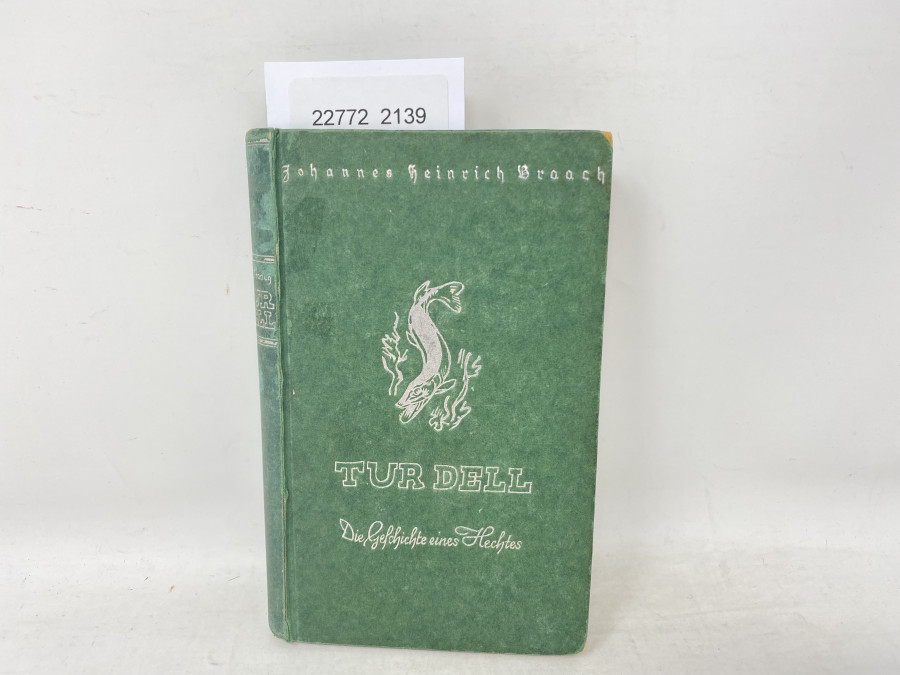 22772 2139
Johannes Heinrich Braach
TUR DELL
Die Geschichte eines Hechtes